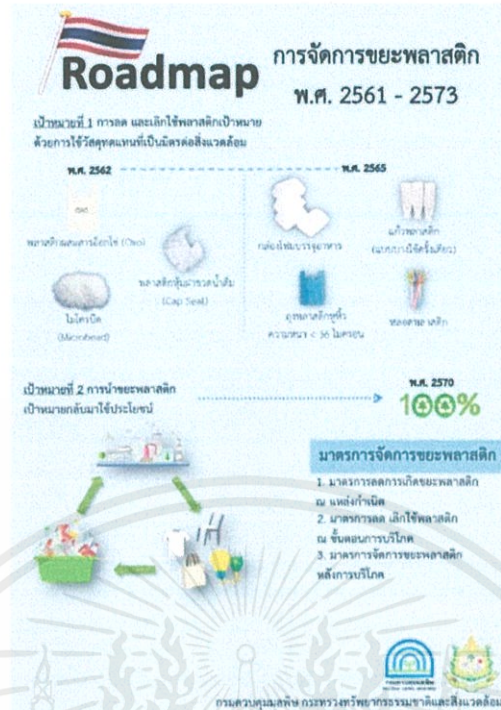 Roadmap
การจัดการขยะพลาสติก
พ.ศ. 2561 - 2573
เป้าหมายที่ 1 การลด และเลิกใช้พลาสติกเป้าหมาย
ด้วยการใช้วัสดุทดแทนที่เป็นมิตรต่อสิ่งแวดล้อม
พ.ศ. 2562
พ.ศ. 2565
พลาสติกผสมสารอ็อกโซ่ (Oxo)
พลาสติกหุ้มฝาขวดน้ำดื่ม
(Cap Seal)
ไมโครบีด
(Microbead)
กล่องโฟมบรรจุอาหาร
แก้วพลาสติก
(แบบบางใช้ครั้งเดียว)
ถุงพลาสติกหูหิ้ว
ความหนา < 36 ไมครอน
หลอดพลาสติก
เป้าหมายที่ 2 การนำขยะพลาสติก
เป้าหมายกลับมาใช้ประโยชน์
พ.ศ. 2570
100%
มาตรการจัดการขยะพลาสติก
1. มาตรการลดการเกิดขยะพลาสติก
ณ แหล่งกำเนิด
2. มาตรการลด เลิกใช้พลาสติก
ณ ขั้นตอนการบริโภค
3. มาตรการจัดการขยะพลาสติก
หลังการบริโภค
กรมควบคุมมลพิษ
กรมควบคุมมลพิษ กระทรวงทรัพยากรธรรมชาติและสิ่งแวดล้อม